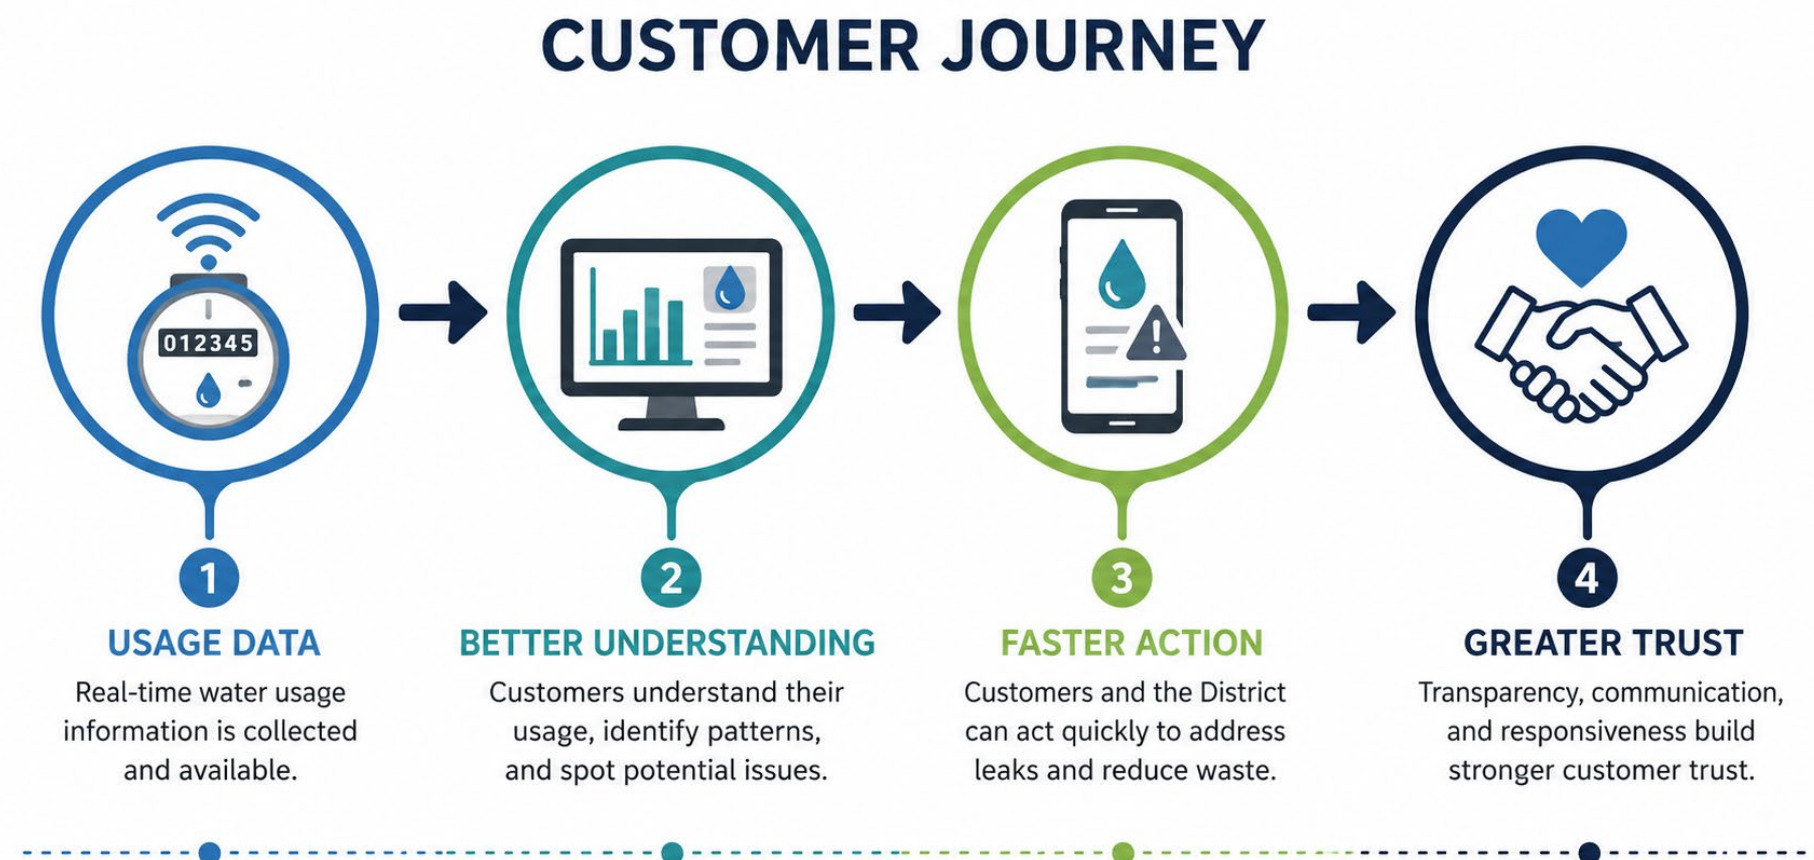 CUSTOMER JOURNEY
012345
1
USAGE DATA
Real-time water usage
information is collected
and available.
2
BETTER UNDERSTANDING
Customers understand their
usage, identify patterns,
and spot potential issues.
!
3
FASTER ACTION
Customers and the District
can act quickly to address
leaks and reduce waste.
4
GREATER TRUST
Transparency, communication,
and responsiveness build
stronger customer trust.